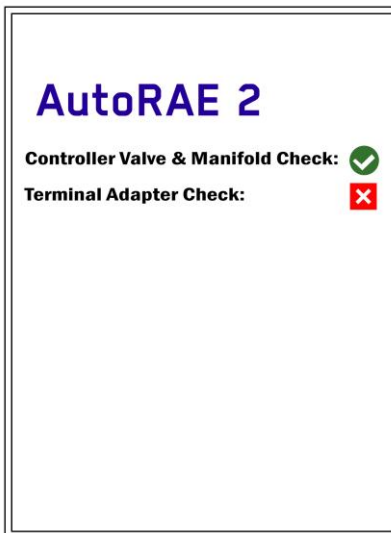 AutoRAE 2
Controller Valve & Manifold Check:
Terminal Adapter Check: